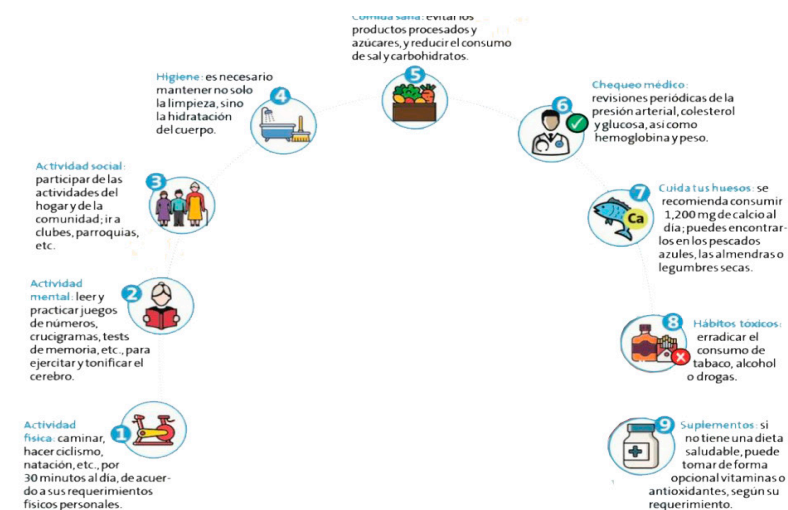 Actividad
física: caminar,
hacer ciclismo,
natación, etc., por
30 minutos al día, de acuer-
do a sus requerimientos
físicos personales.
1
Actividad
mental: leer y
practicar juegos
de números,
crucigramas, tests
de memoria, etc., para
ejercitar y tonificar el
cerebro.
2
Actividad social:
participar de las
actividades del
hogar y de la
comunidad; ir a
clubes, parroquias,
etc.
3
Higiene: es necesario
mantener no solo
la limpieza, sino
la hidratación
del cuerpo.
4
Comida sana: evitar los
productos procesados y
azúcares, y reducir el consumo
de sal y carbohidratos.
5
Chequeo médico:
revisiones periódicas de la
presión arterial, colesterol
y glucosa, así como
hemoglobina y peso.
6
Cuida tus huesos: se
recomienda consumir
1,200 mg de calcio al
día; puedes encontrar-
los en los pescados
azules, las almendras o
legumbres secas.
7
Ca
Hábitos tóxicos:
erradicar el
consumo de
tabaco, alcohol
o drogas.
8
Suplementos: si
no tiene una dieta
saludable, puede
tomar de forma
opcional vitaminas o
antioxidantes, según su
requerimiento.
9